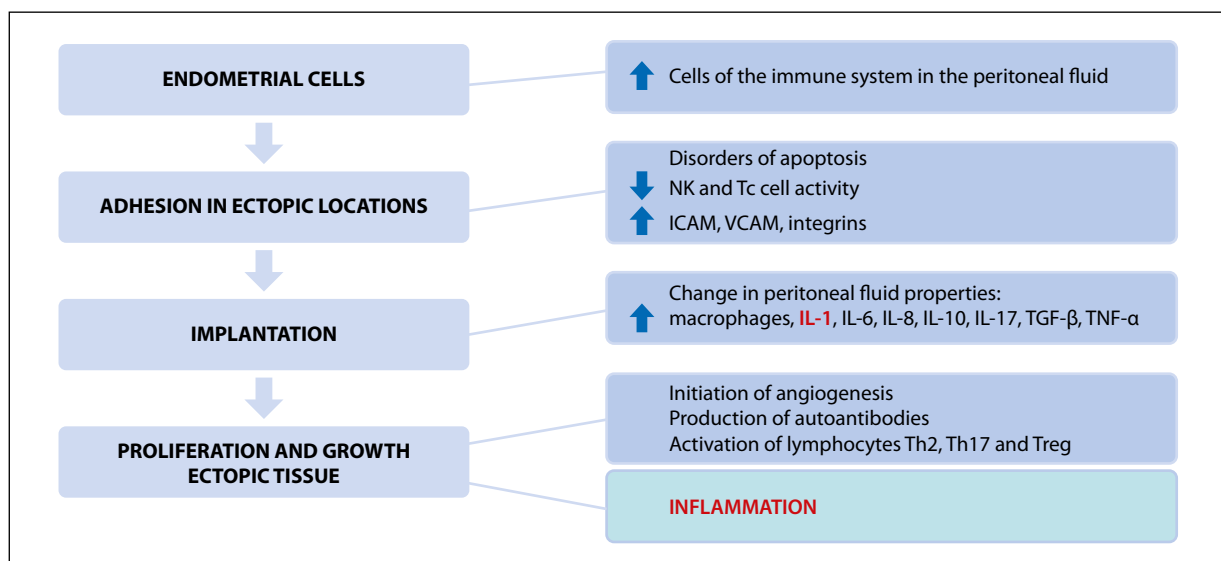 ENDOMETRIAL CELLS
Cells of the immune system in the peritoneal fluid
ADHESION IN ECTOPIC LOCATIONS
Disorders of apoptosis
NK and Tc cell activity
ICAM, VCAM, integrins
IMPLANTATION
Change in peritoneal fluid properties:
macrophages, IL-1, IL-6, IL-8, IL-10, IL-17, TGF-β, TNF-α
PROLIFERATION AND GROWTH
ECTOPIC TISSUE
Initiation of angiogenesis
Production of autoantibodies
Activation of lymphocytes Th2, Th17 and Treg
INFLAMMATION